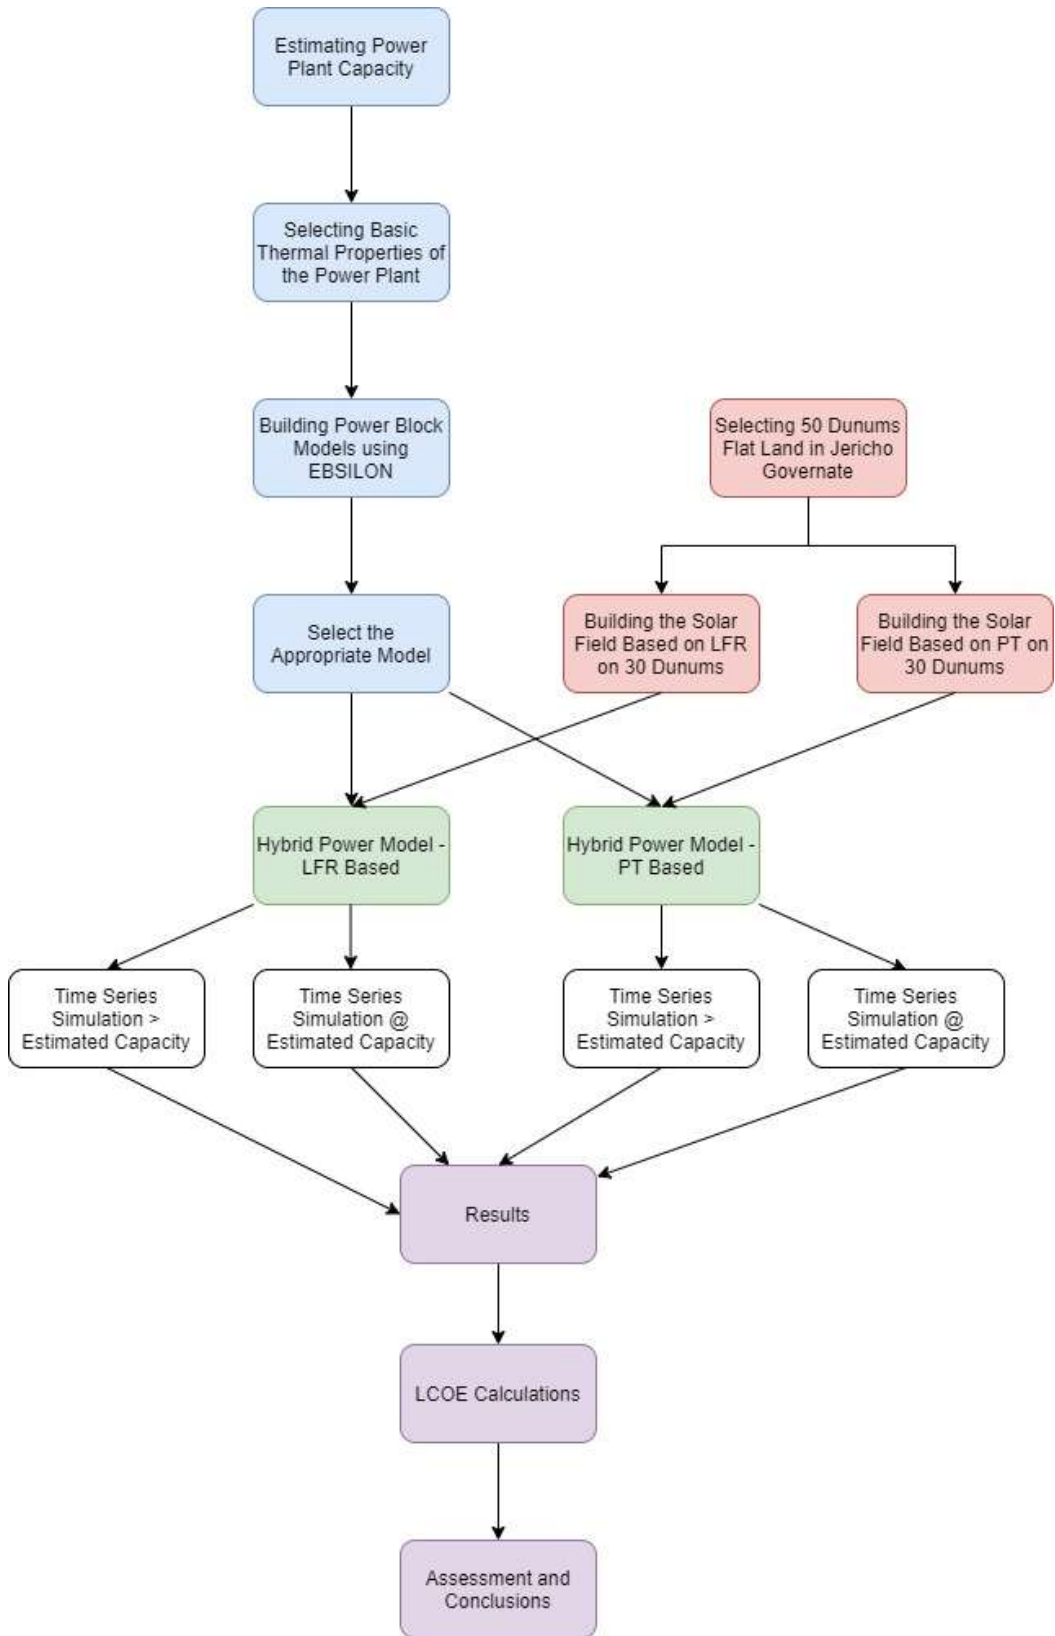 Estimating Power
Plant Capacity
Selecting Basic
Thermal Properties of
the Power Plant
Building Power Block
Models using
EBSILON
Selecting 50 Dunums
Flat Land in Jericho
Governate
Select the
Appropriate Model
Building the Solar
Field Based on LFR
on 30 Dunums
Building the Solar
Field Based on PT on
30 Dunums
Hybrid Power Model -
LFR Based
Hybrid Power Model -
PT Based
Time Series
Simulation >
Estimated Capacity
Time Series
Simulation @
Estimated Capacity
Time Series
Simulation >
Estimated Capacity
Time Series
Simulation @
Estimated Capacity
Results
LCOE Calculations
Assessment and
Conclusions